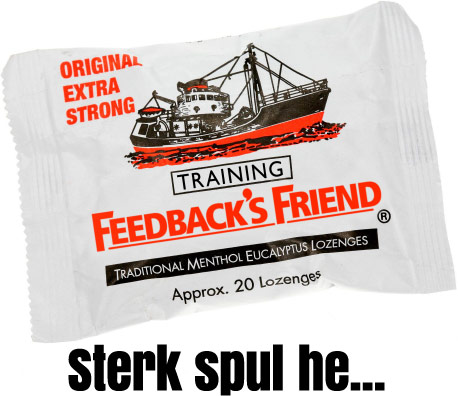 ORIGINAL
EXTRA
STRONG
TRAINING
FEEDBACK'S FRIEND®
TRADITIONAL MENTHOL EUCALYPTUS LOZENGES
Approx. 20 Lozenges
Sterk spul he...